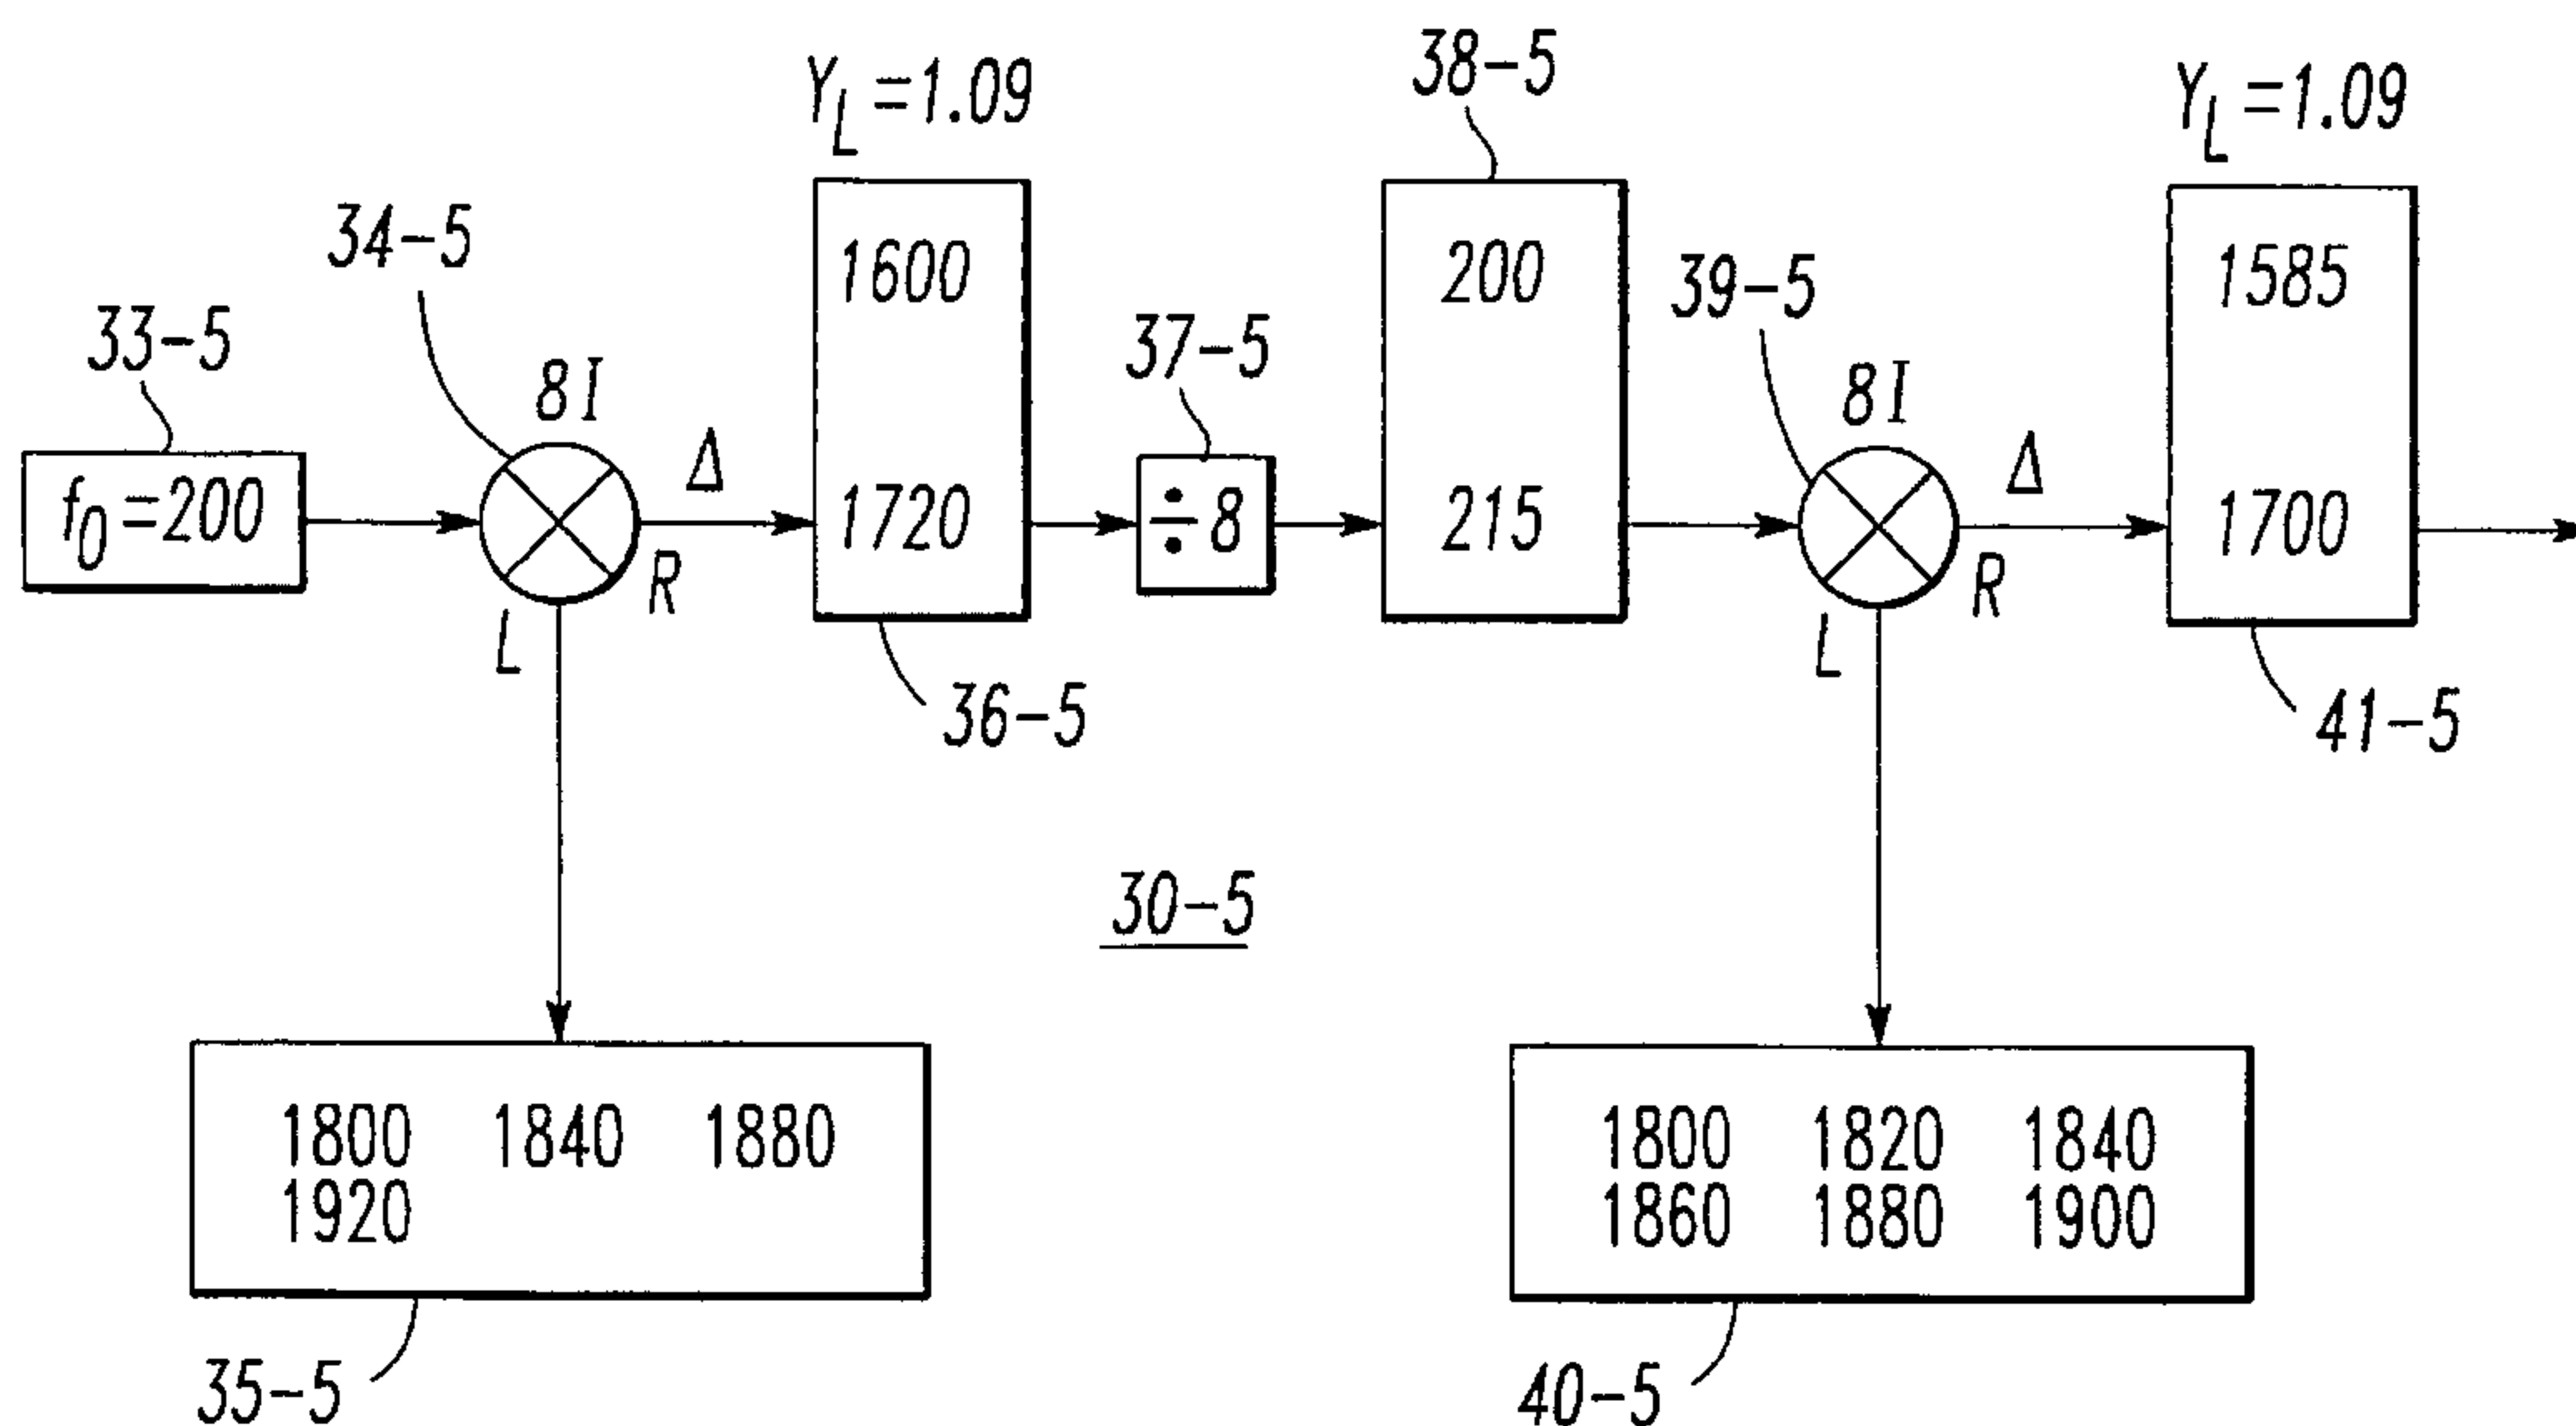 38-5
Y_L = 1.09
Y_L = 1.09
34-5
1600
200
1585
39-5
33-5
37-5
8I
8I
Δ
Δ
f_0 = 200
1720
÷ 8
215
1700
R
R
L
L
36-5
41-5
30-5
1800 1840 1880
1920
1800 1820 1840
1860 1880 1900
35-5
40-5